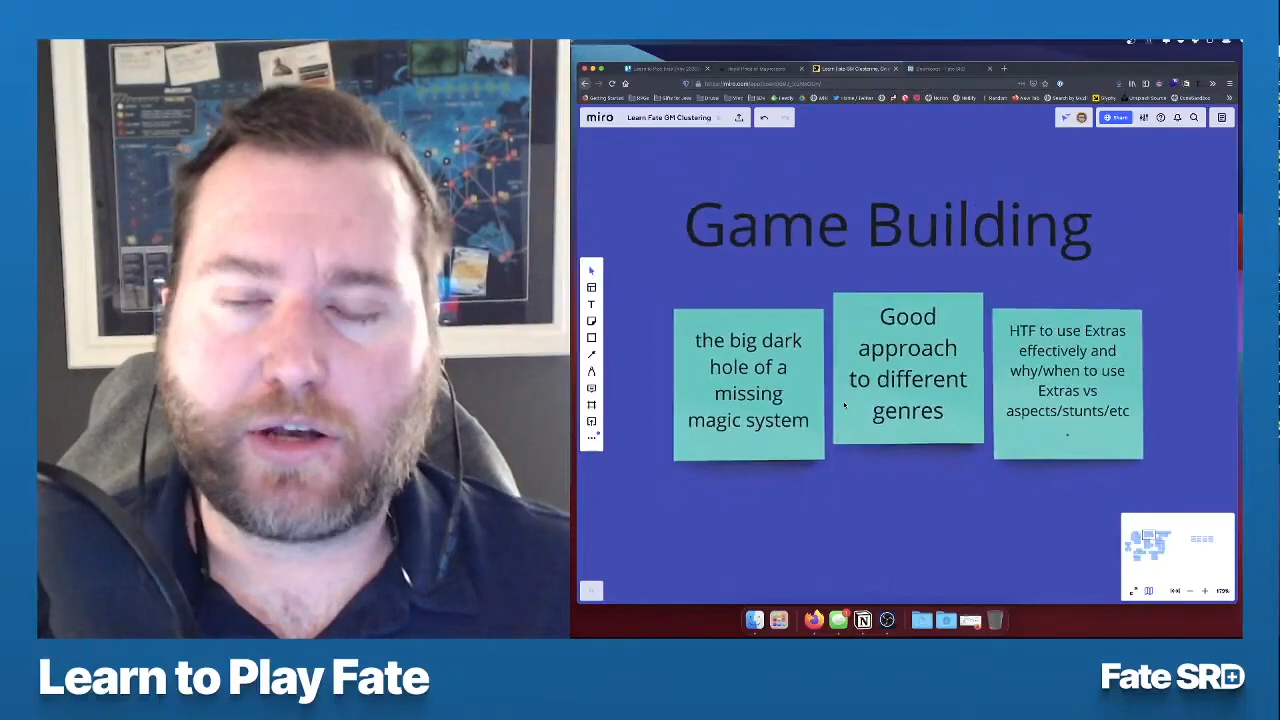 miro
Learn Fate GM Clustering
Share
Game Building
the big dark
hole of a
missing
magic system
Good
approach
to different
genres
HTF to use Extras
effectively and
why/when to use
Extras vs
aspects/stunts/etc
.
179%
Learn to Play Fate
Fate SRD